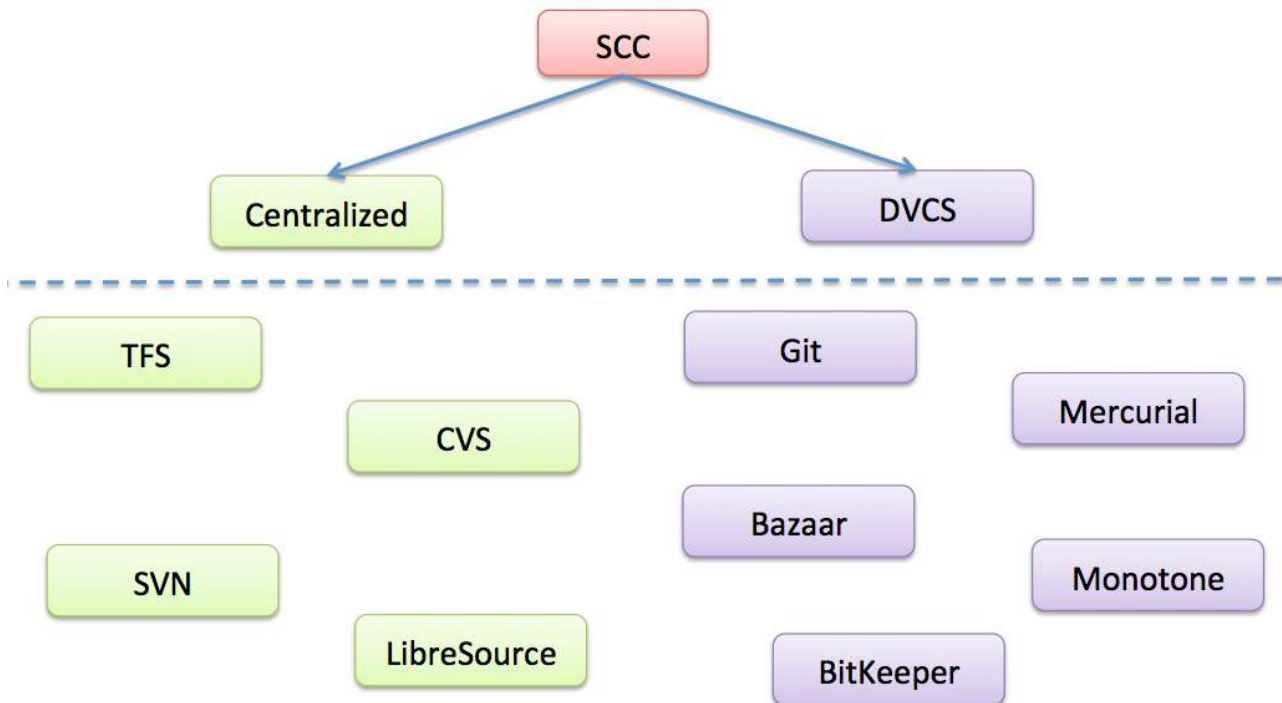 SCC
Centralized
DVCS
TFS
Git
Mercurial
CVS
Bazaar
SVN
Monotone
LibreSource
BitKeeper